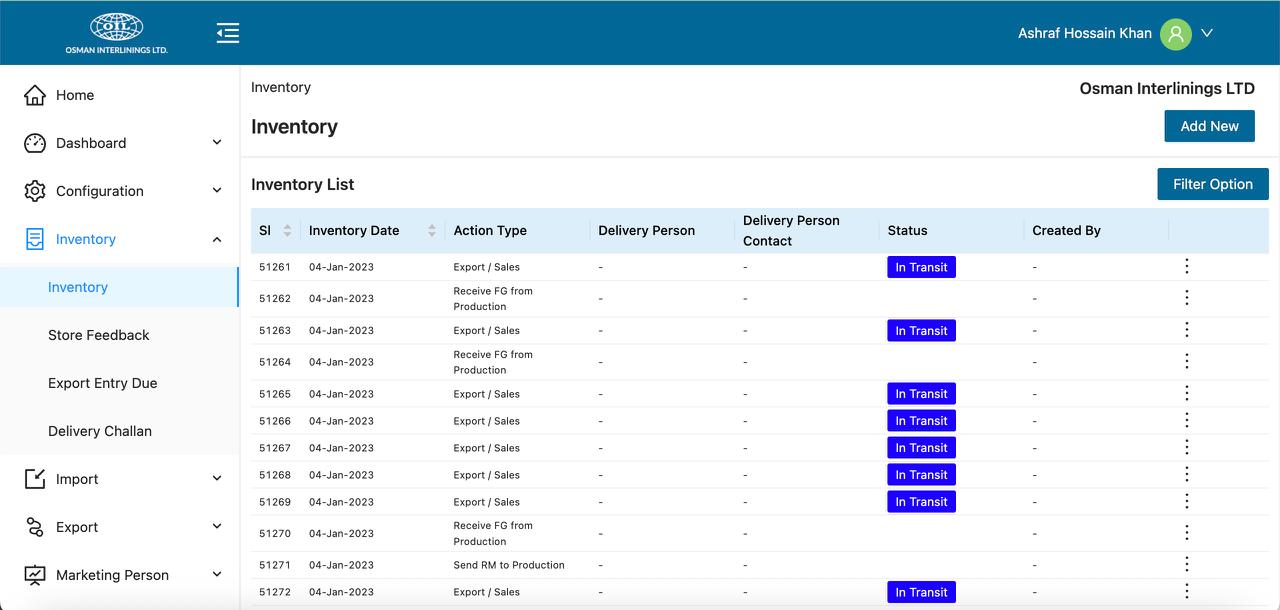 OIL
OSMAN INTERLININGS LTD.
Ashraf Hossain Khan
Home
Dashboard
Configuration
Inventory
Inventory
Store Feedback
Export Entry Due
Delivery Challan
Import
Export
Marketing Person
Inventory
Osman Interlinings LTD
Inventory
Add New
Inventory List
Filter Option
Sl Inventory Date Action Type Delivery Person Delivery Person Contact Status Created By
51261 04-Jan-2023 Export / Sales - - In Transit -
51262 04-Jan-2023 Receive FG from Production - - -
51263 04-Jan-2023 Export / Sales - - In Transit -
51264 04-Jan-2023 Receive FG from Production - - -
51265 04-Jan-2023 Export / Sales - - In Transit -
51266 04-Jan-2023 Export / Sales - - In Transit -
51267 04-Jan-2023 Export / Sales - - In Transit -
51268 04-Jan-2023 Export / Sales - - In Transit -
51269 04-Jan-2023 Export / Sales - - In Transit -
51270 04-Jan-2023 Receive FG from Production - - -
51271 04-Jan-2023 Send RM to Production - - -
51272 04-Jan-2023 Export / Sales - - In Transit -